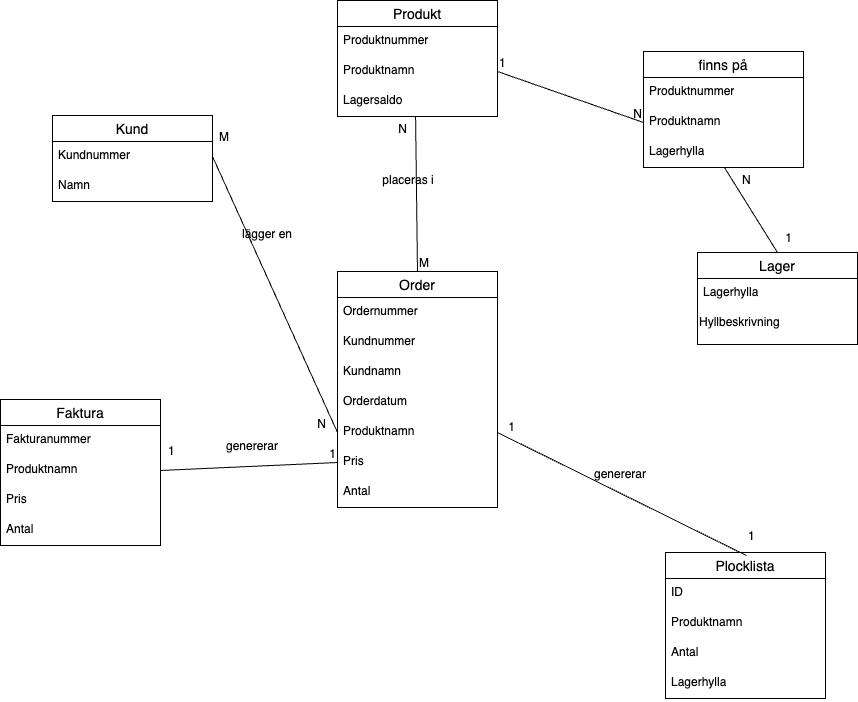 Produkt
Produktnummer
Produktnamn
Lagersaldo
1
N
finns på
Produktnummer
Produktnamn
Lagerhylla
N
1
Lager
Lagerhylla
Hyllbeskrivning
Kund
Kundnummer
Namn
M
lägger en
N
N
placeras i
M
Order
Ordernummer
Kundnummer
Kundnamn
Orderdatum
Produktnamn
Pris
Antal
Faktura
Fakturanummer
Produktnamn
Pris
Antal
1
genererar
1
1
genererar
1
Plocklista
ID
Produktnamn
Antal
Lagerhylla